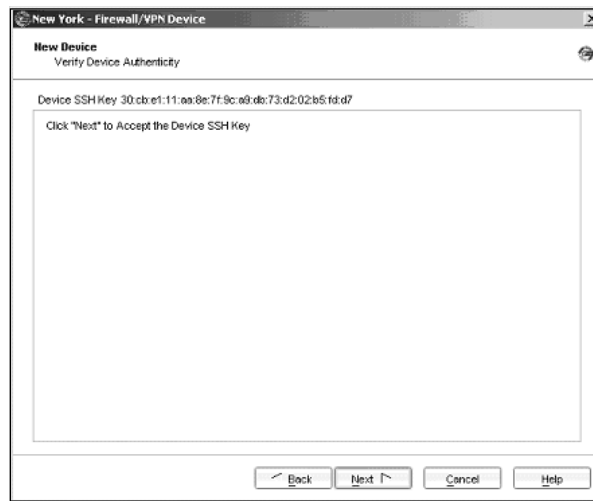 New York - Firewall/VPN Device
New Device
Verify Device Authenticity
Device SSH Key 30:cb:e1:11:aa:8e:7f:9c:a9:db:73:d2:02:b5:fd:d7
Click "Next" to Accept the Device SSH Key
Back Next Cancel Help